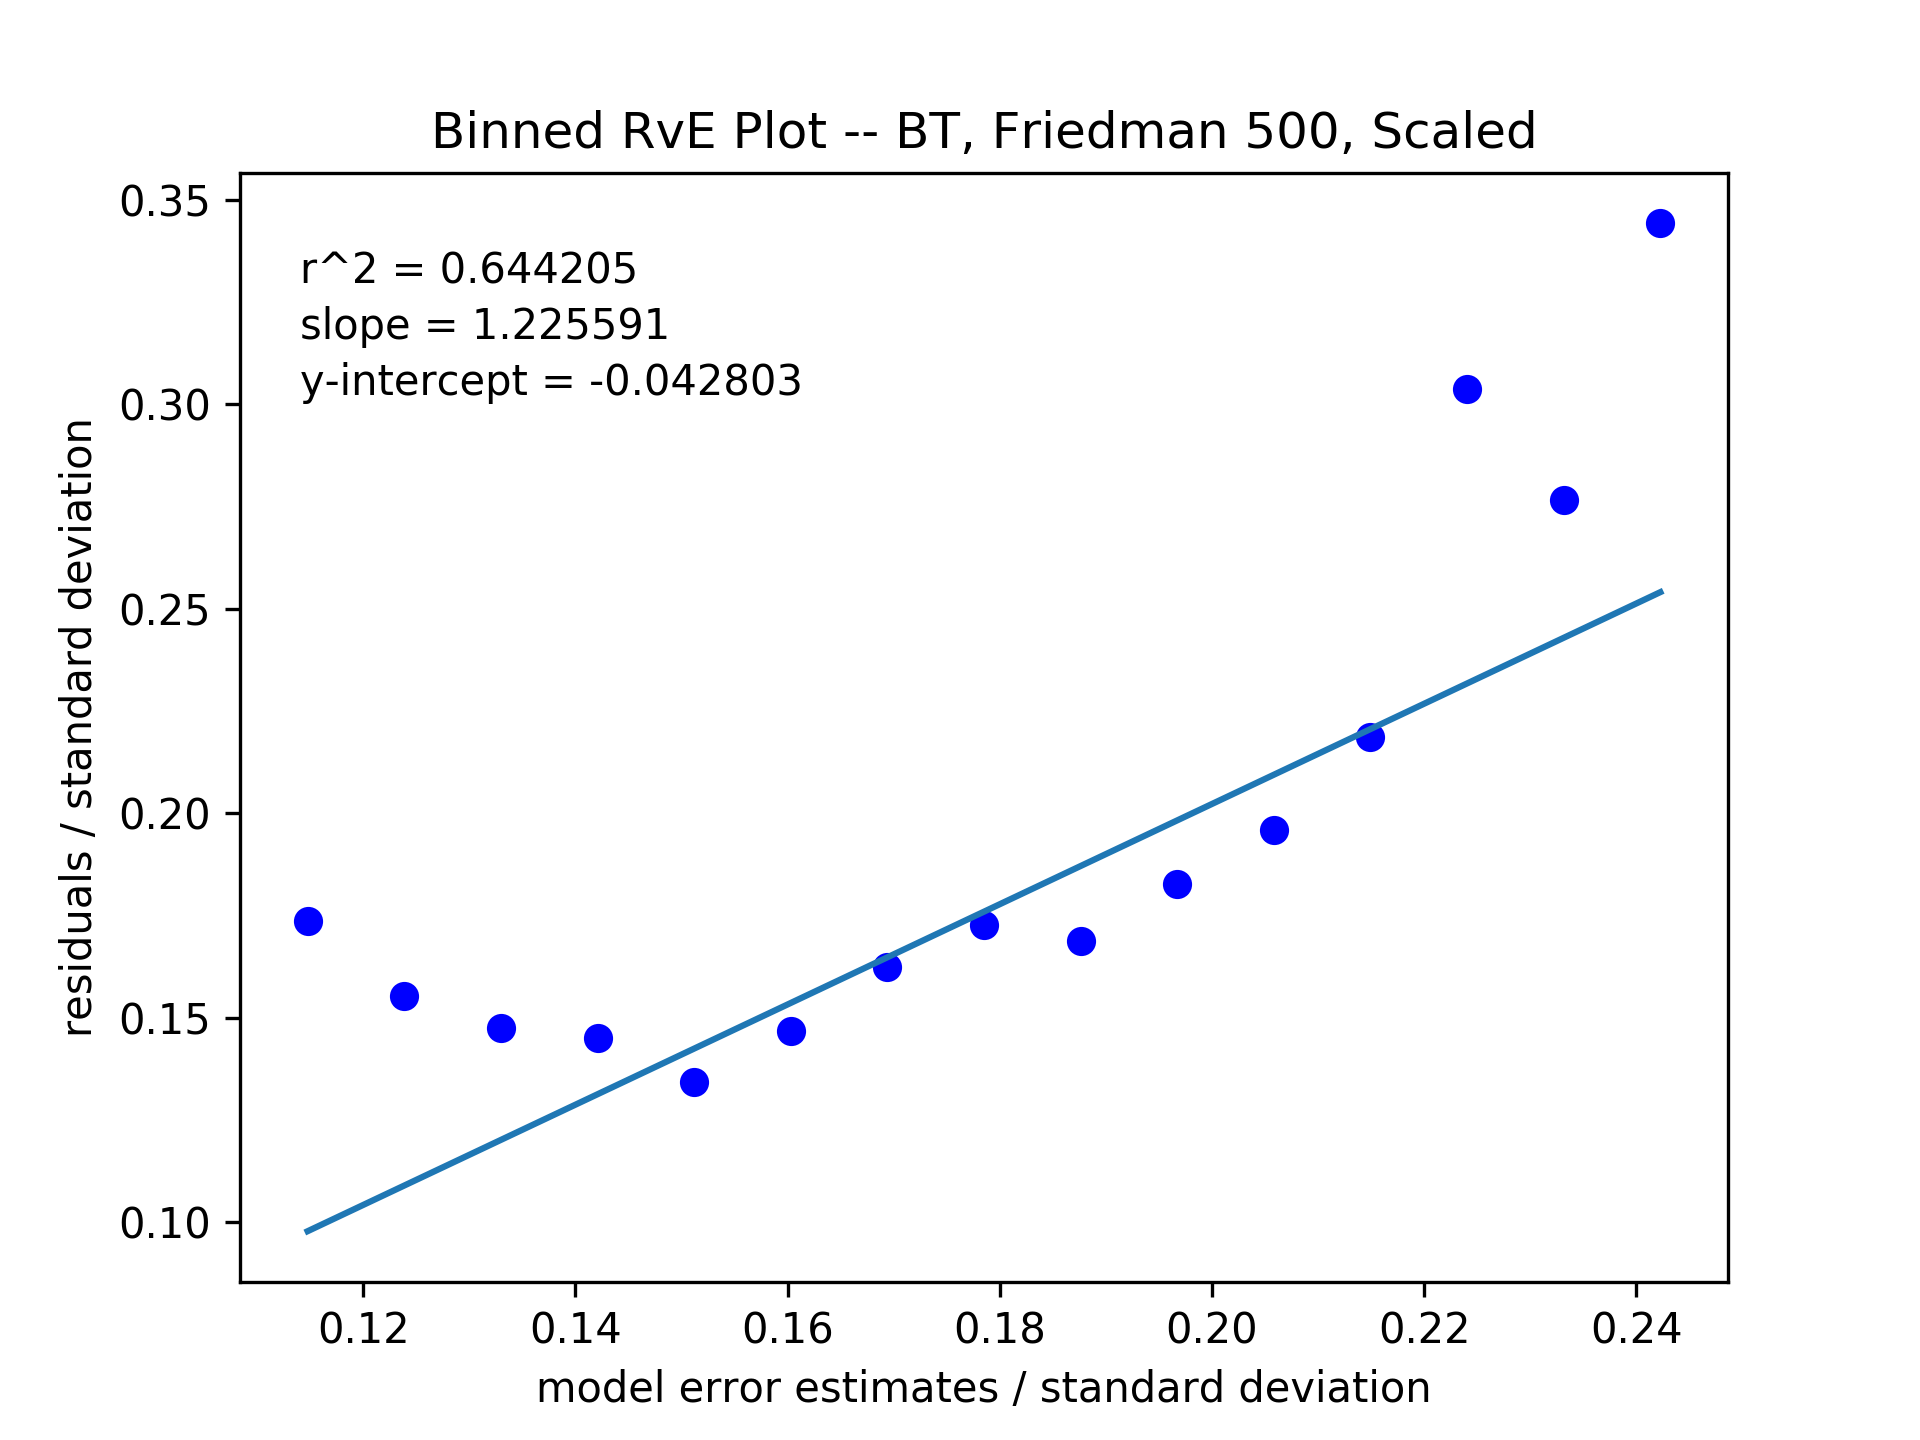 Binned RvE Plot -- BT, Friedman 500, Scaled
r^2 = 0.644205
slope = 1.225591
y-intercept = -0.042803
residuals / standard deviation
0.35
0.30
0.25
0.20
0.15
0.10
0.12 0.14 0.16 0.18 0.20 0.22 0.24
model error estimates / standard deviation